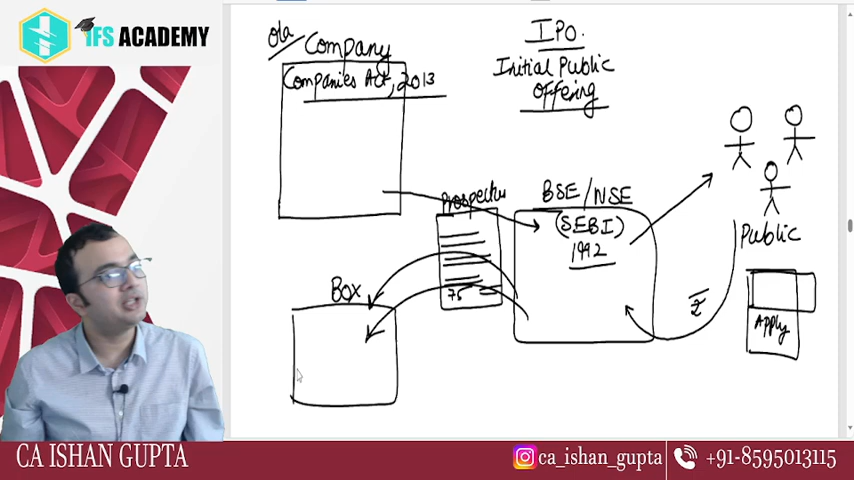 IFS ACADEMY
IPO.
Initial Public
Offering
Ola/Company
Companies Act, 2013
Prospectus
75
BSE/NSE
(SEBI)
1992
Public
₹
Apply
Box
CA ISHAN GUPTA
ca_ishan_gupta
+91-8595013115